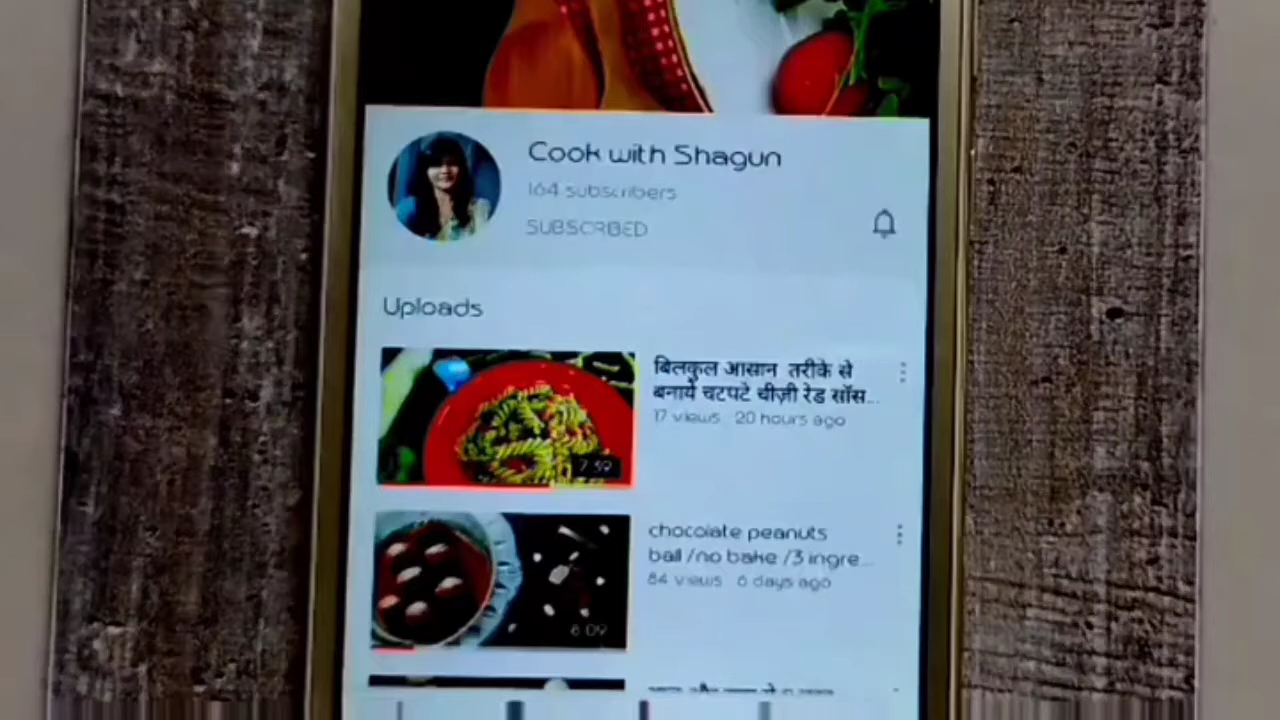 Cook with Shagun
164 subscribers
SUBSCRIBED
Uploads
बिलकुल आसान तरीके से
बनाये चटपटे चीज़ी रेड सॉस...
17 views 20 hours ago
7:59
chocolate peanuts
ball /no bake /3 ingre...
84 views 6 days ago
8:09